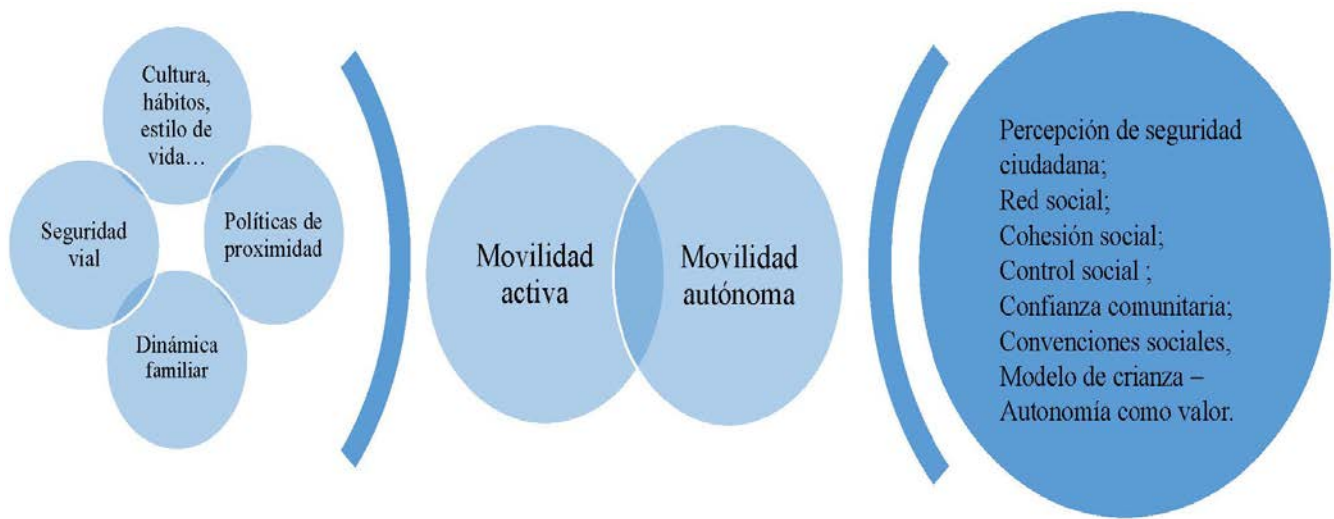 Cultura,
hábitos,
estilo de
vida…
Seguridad
vial
Políticas de
proximidad
Dinámica
familiar
Movilidad
activa
Movilidad
autónoma
Percepción de seguridad
ciudadana;
Red social;
Cohesión social;
Control social ;
Confianza comunitaria;
Convenciones sociales,
Modelo de crianza –
Autonomía como valor.